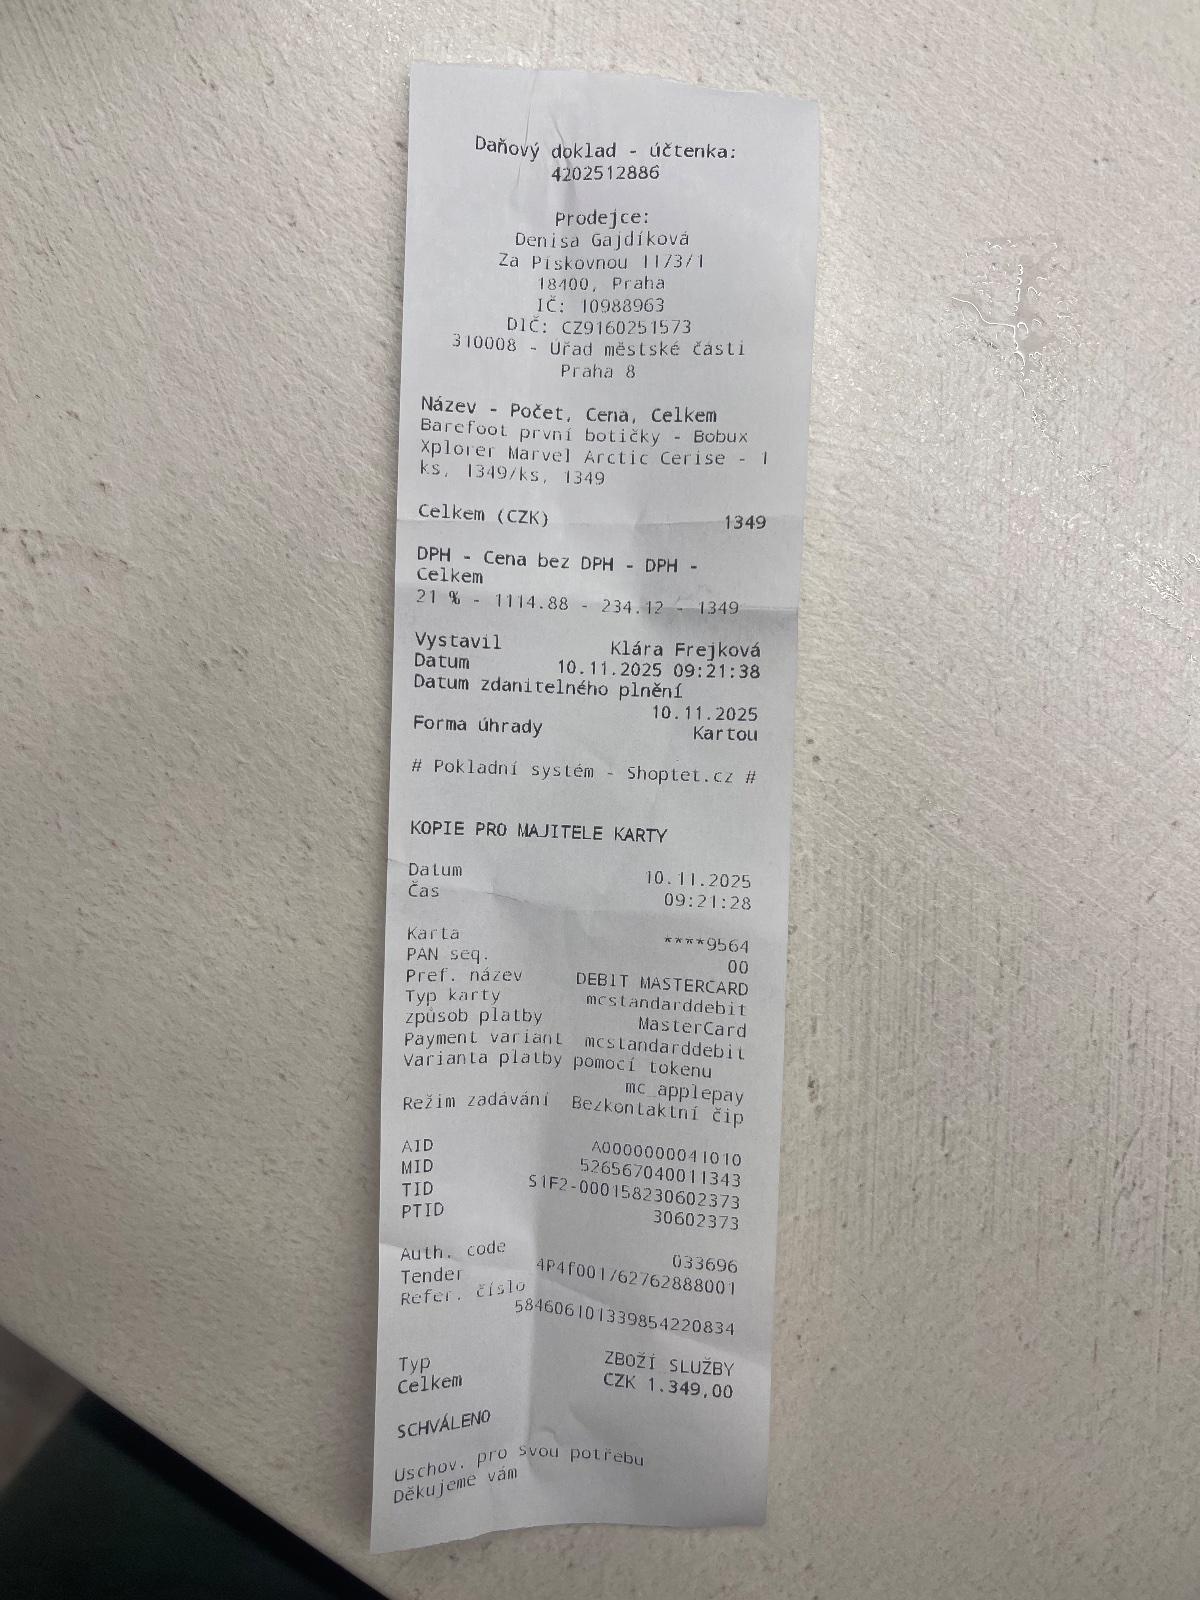 Daňový doklad - účtenka:
4202512886
Prodejce:
Denisa Gajdíková
Za Pískovnou 1173/1
18400, Praha
IČ: 10988963
DIČ: CZ9160251573
310008 - Úřad městské části
Praha 8
Název - Počet, Cena, Celkem
Barefoot první botičky - Bobux
Xplorer Marvel Arctic Cerise - 1
ks, 1349/ks, 1349
Celkem (CZK) 1349
DPH - Cena bez DPH - DPH -
Celkem
21 % - 1114.88 - 234.12 - 1349
Vystavil Klára Frejková
Datum 10.11.2025 09:21:38
Datum zdanitelného plnění
10.11.2025
Forma úhrady Kartou
# Pokladní systém - Shoptet.cz #
KOPIE PRO MAJITELE KARTY
Datum 10.11.2025
Čas 09:21:28
Karta ****9564
PAN seq. 00
Pref. název DEBIT MASTERCARD
Typ karty mcstandarddebit
způsob platby MasterCard
Payment variant mcstandarddebit
Varianta platby pomocí tokenu
mc_applepay
Režim zadávání Bezkontaktní čip
AID A0000000041010
MID 526567040011343
TID S1F2-000158230602373
PTID 30602373
Auth. code 033696
Tender 4P4f001762762888001
Refer. číslo
5846061013398542​20834
Typ ZBOŽÍ SLUŽBY
Celkem CZK 1.349,00
SCHVÁLENO
Uschov. pro svou potřebu
Děkujeme vám